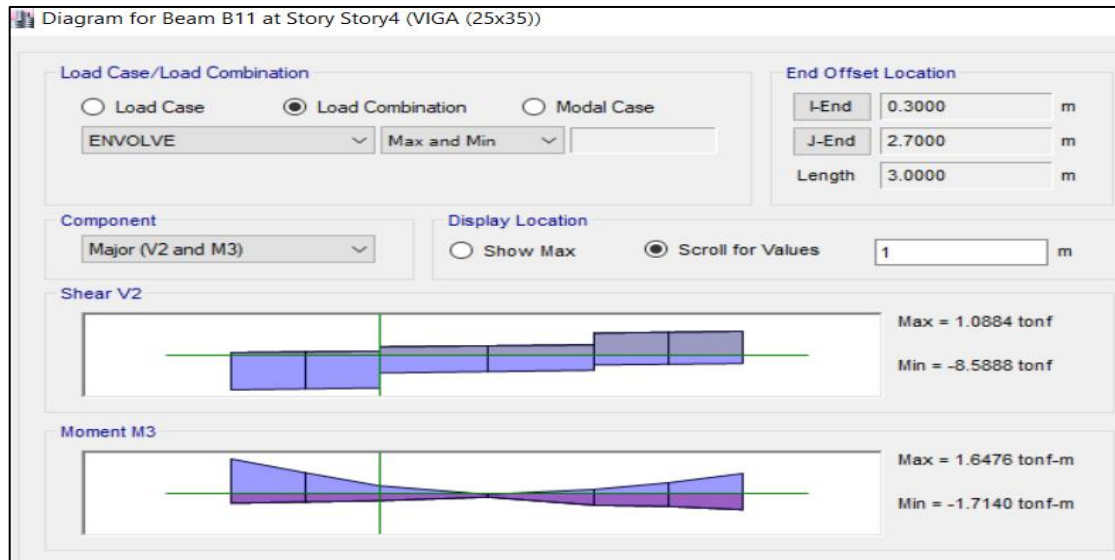 Diagram for Beam B11 at Story Story4 (VIGA (25x35))
Load Case/Load Combination
Load Case Load Combination Modal Case
ENVOLVE Max and Min
End Offset Location
I-End 0.3000 m
J-End 2.7000 m
Length 3.0000 m
Component
Major (V2 and M3)
Display Location
Show Max Scroll for Values 1 m
Shear V2
Max = 1.0884 tonf
Min = -8.5888 tonf
Moment M3
Max = 1.6476 tonf-m
Min = -1.7140 tonf-m